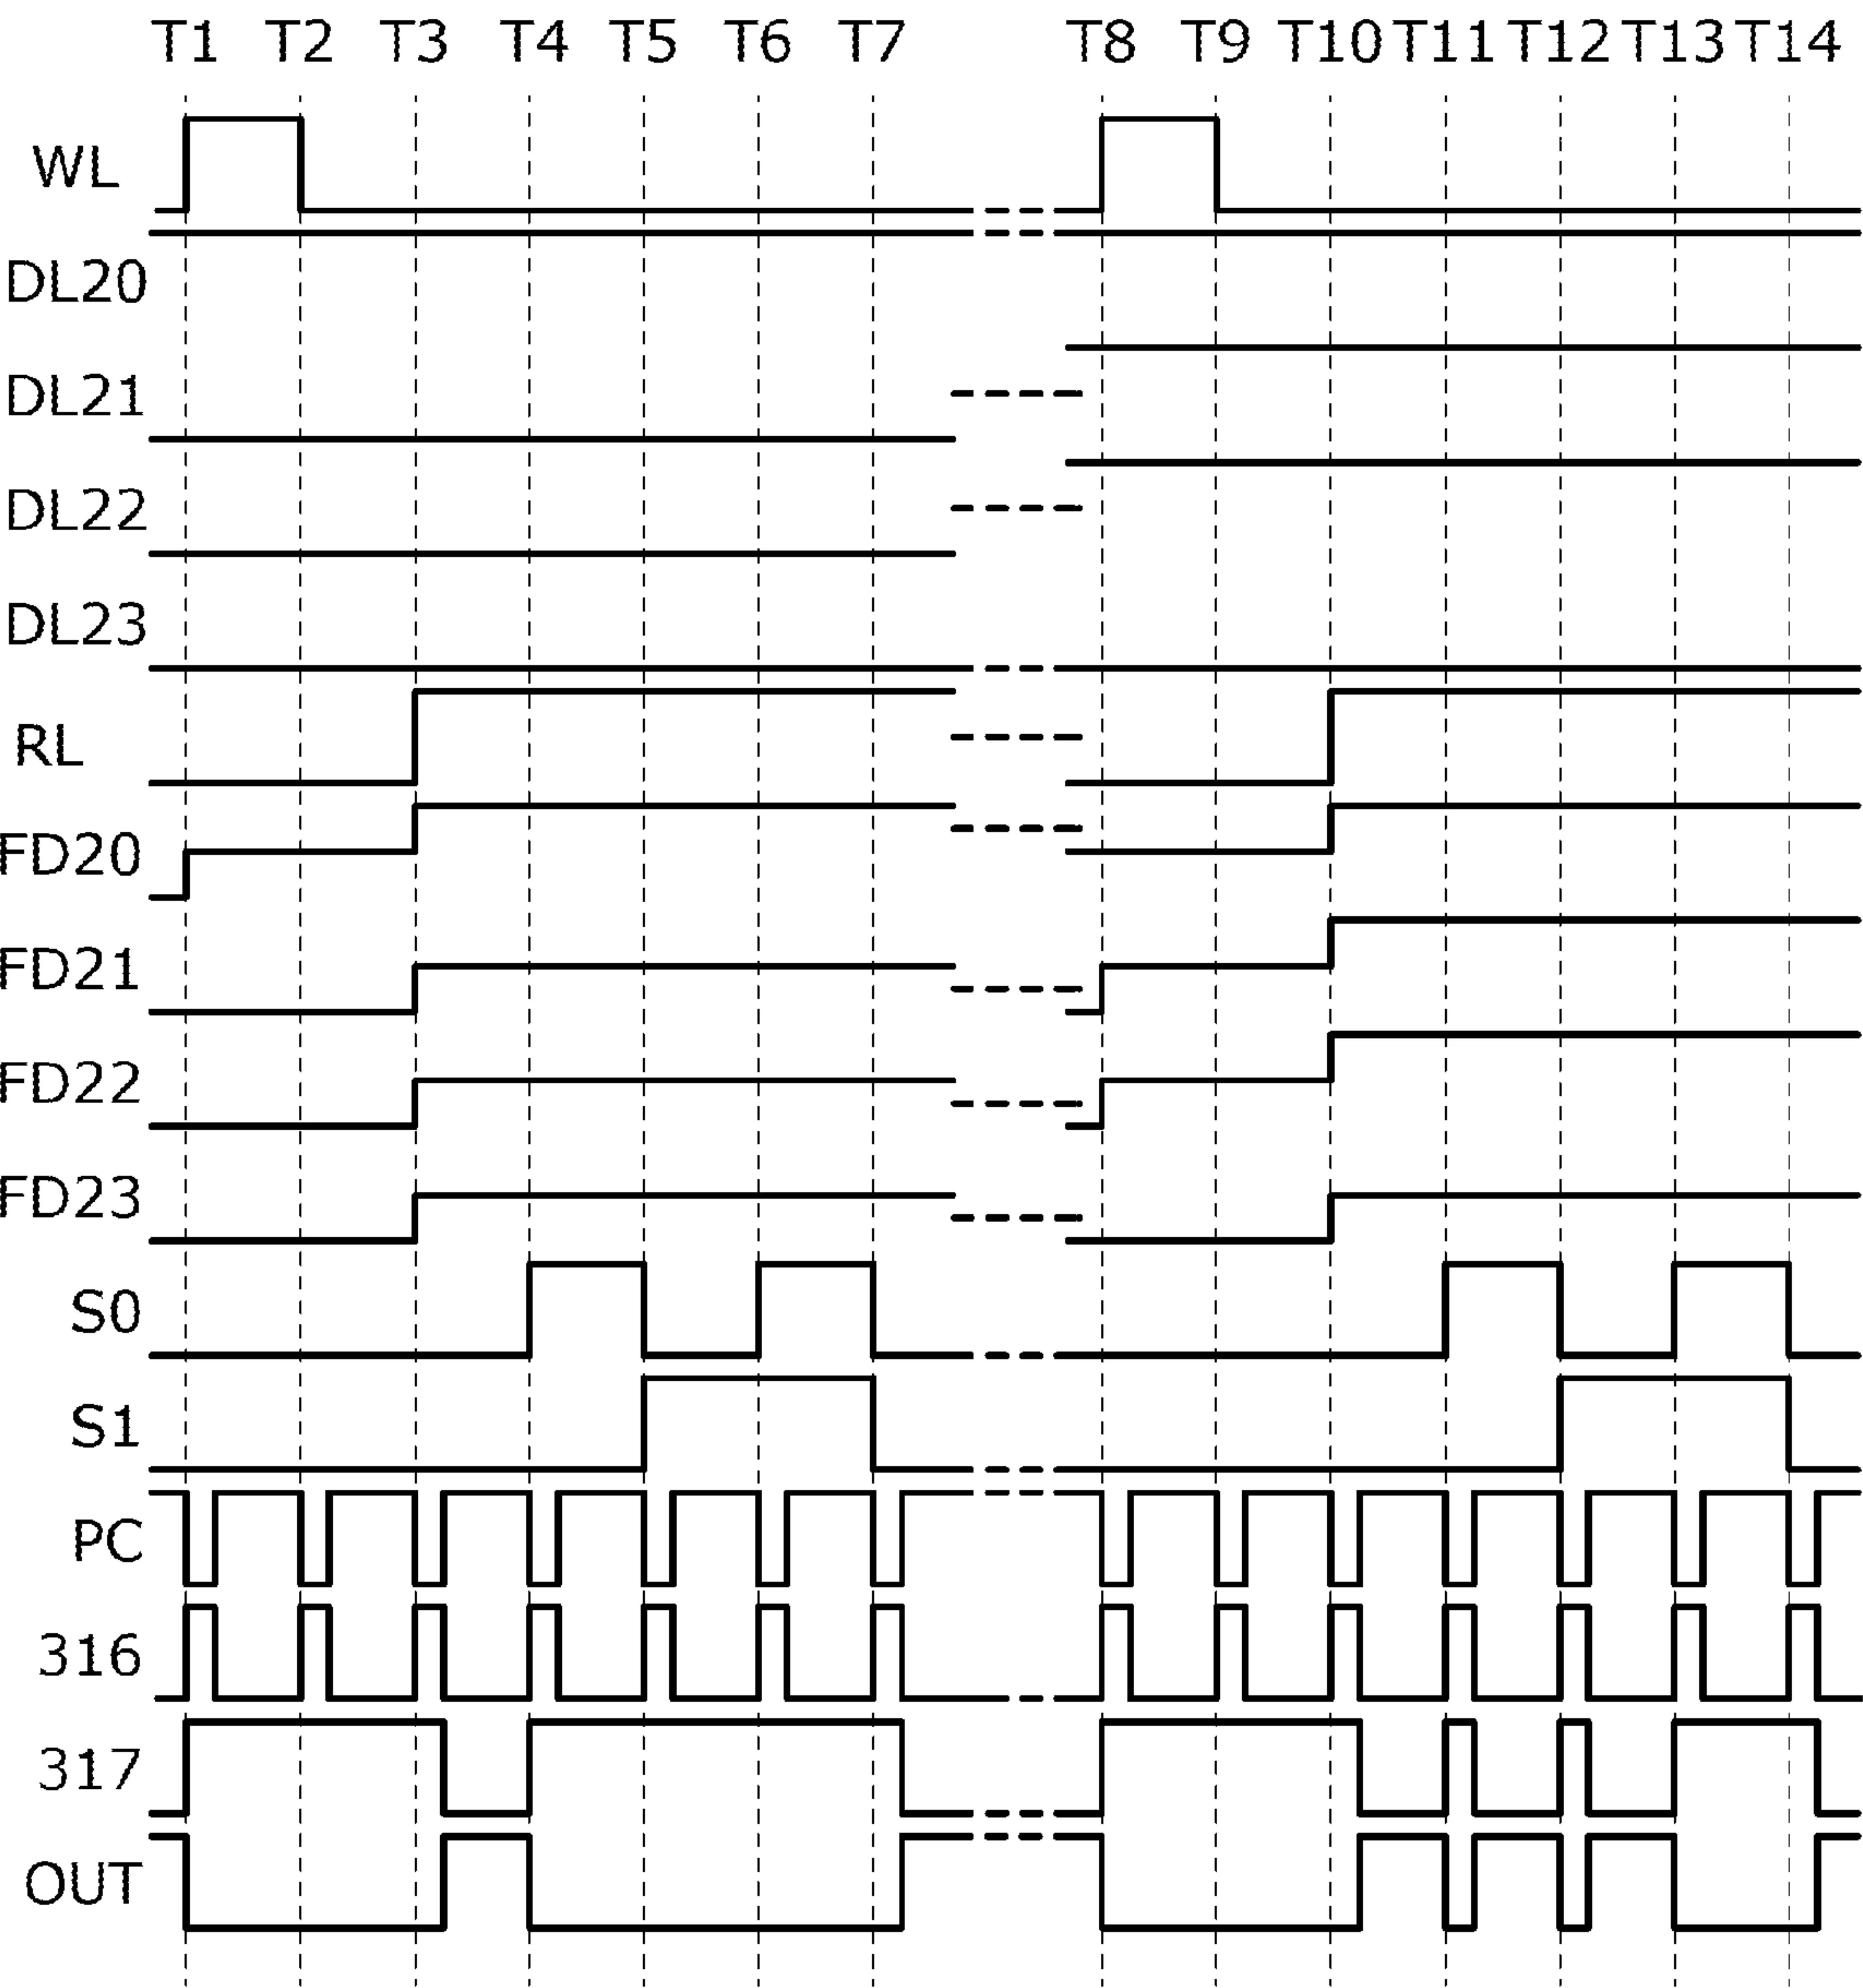 T1 T2 T3 T4 T5 T6 T7 T8 T9 T10 T11 T12 T13 T14
WL
DL20
DL21
DL22
DL23
RL
FD20
FD21
FD22
FD23
S0
S1
PC
316
317
OUT